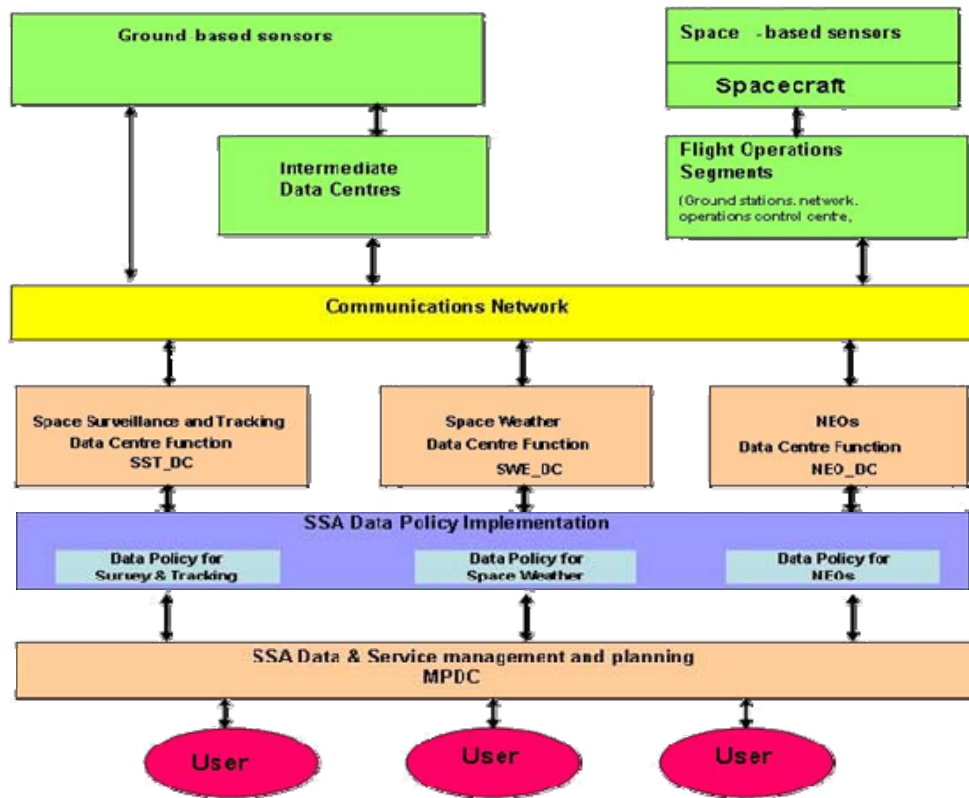 Ground-based sensors
Space -based sensors
Spacecraft
Intermediate
Data Centres
Flight Operations
Segments
(Ground stations, network,
operations control centre,
Communications Network
Space Surveillance and Tracking
Data Centre Function
SST_DC
Space Weather
Data Centre Function
SWE_DC
NEOs
Data Centre Function
NEO_DC
SSA Data Policy Implementation
Data Policy for
Survey & Tracking
Data Policy for
Space Weather
Data Policy for
NEOs
SSA Data & Service management and planning
MPDC
User
User
User